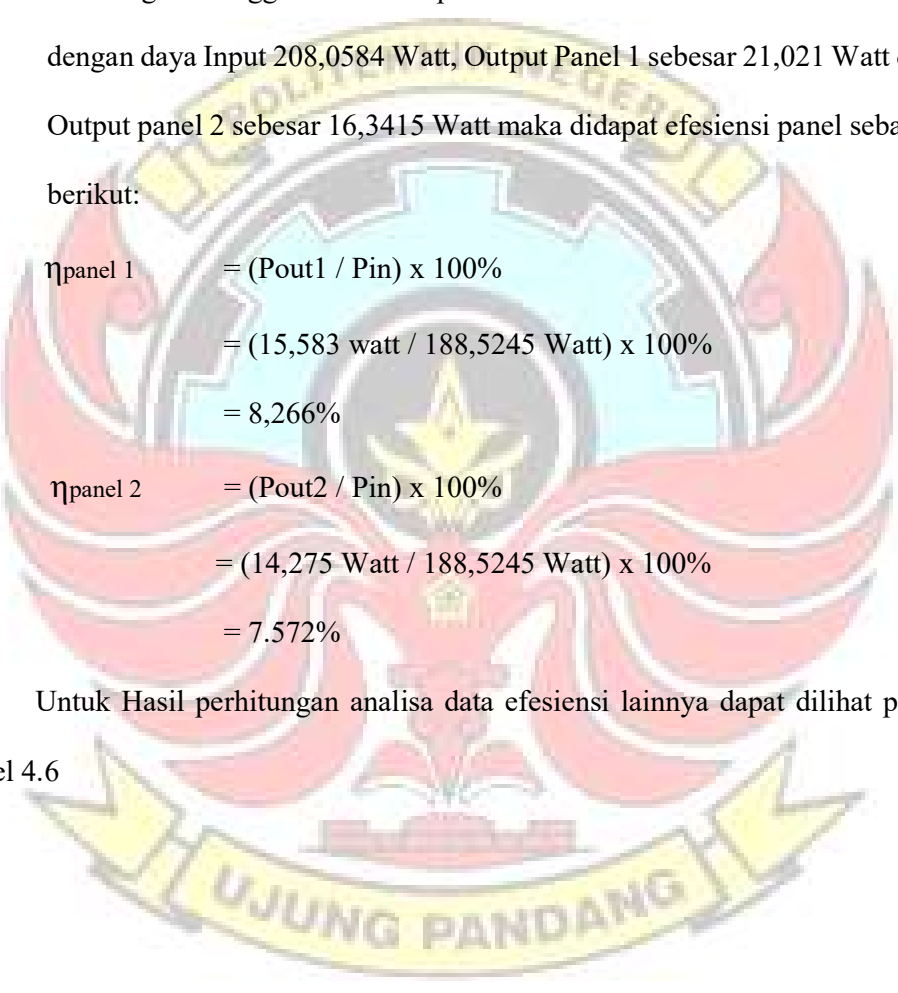 dengan daya Input 208,0584 Watt, Output Panel 1 sebesar 21,021 Watt
Output panel 2 sebesar 16,3415 Watt maka didapat efesiensi panel
berikut:
ηpanel 1 = (Pout1 / Pin) x 100%
= (15,583 watt / 188,5245 Watt) x 100%
= 8,266%
ηpanel 2 = (Pout2 / Pin) x 100%
= (14,275 Watt / 188,5245 Watt) x 100%
= 7.572%
Untuk Hasil perhitungan analisa data efesiensi lainnya dapat dilihat
4.6
POLITEKNIK NEGERI
UJUNG PANDANG